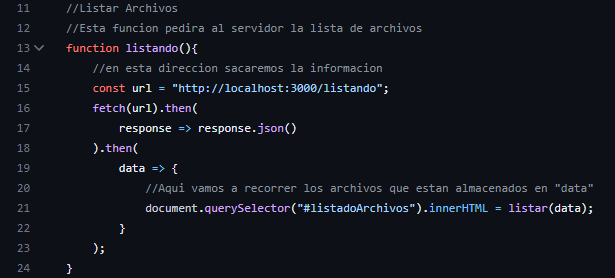 11 //Listar Archivos
12 //Esta funcion pedira al servidor la lista de archivos
13 function listando(){
14 //en esta direccion sacaremos la informacion
15 const url = "http://localhost:3000/listando";
16 fetch(url).then(
17 response => response.json()
18 ).then(
19 data => {
20 //Aqui vamos a recorrer los archivos que estan almacenados en "data"
21 document.querySelector("#listadoArchivos").innerHTML = listar(data);
22 }
23 );
24 }